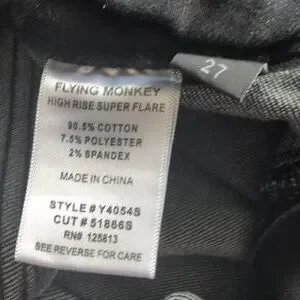 FLYING MONKEY
HIGH RISE SUPER FLARE
90.5% COTTON
7.5% POLYESTER
2% SPANDEX
MADE IN CHINA
STYLE # Y4054S
CUT # 51866S
RN# 125813
SEE REVERSE FOR CARE
27